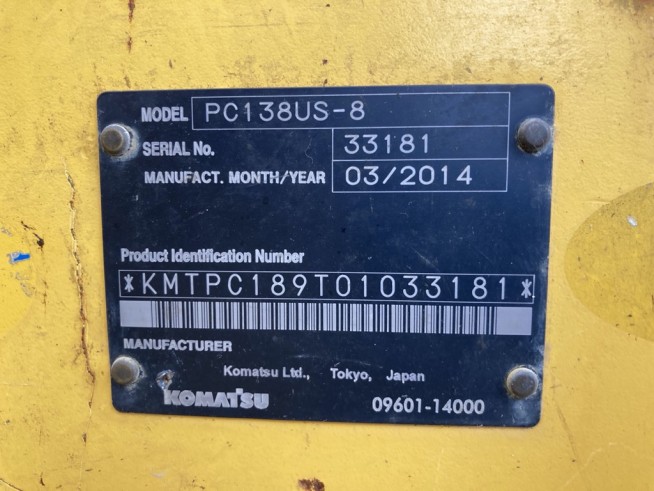 MODEL PC138US-8
SERIAL No. 33181
MANUFACT. MONTH/YEAR 03/2014
Product Identification Number
*KMTPC189T01033181*
MANUFACTURER
Komatsu Ltd., Tokyo, Japan
KOMATSU 09601-14000